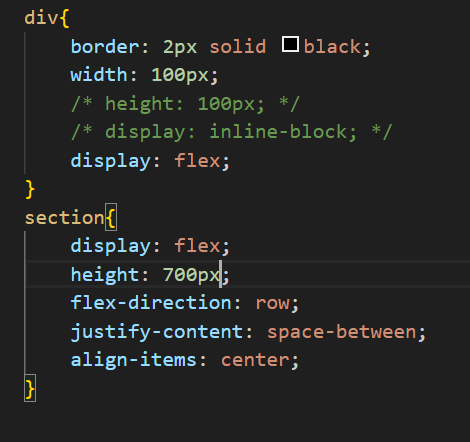 div{
border: 2px solid black;
width: 100px;
/* height: 100px; */
/* display: inline-block; */
display: flex;
}
section{
display: flex;
height: 700px;
flex-direction: row;
justify-content: space-between;
align-items: center;
}